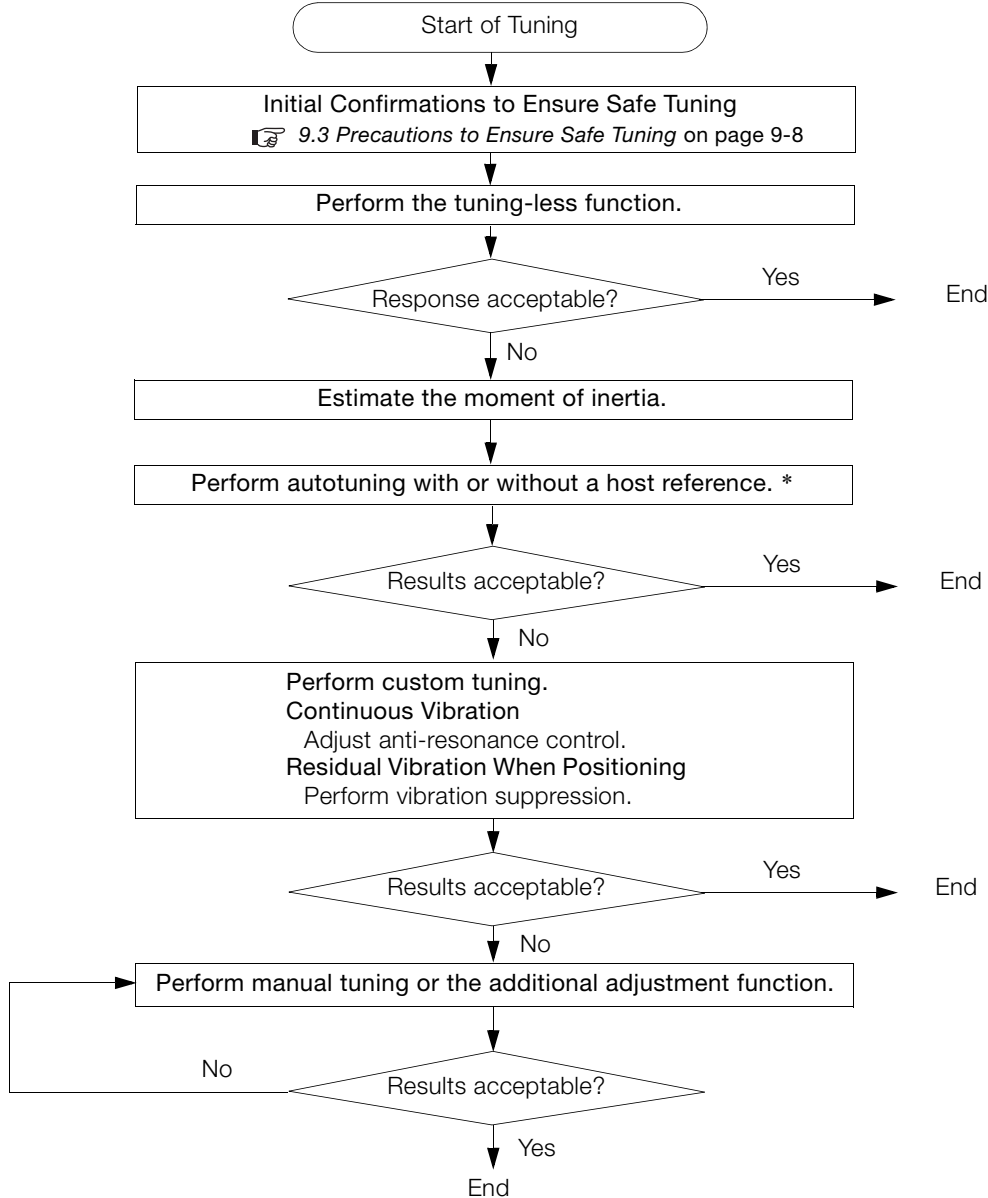 Start of Tuning
Initial Confirmations to Ensure Safe Tuning
9.3 Precautions to Ensure Safe Tuning on page 9-8
Perform the tuning-less function.
Response acceptable?
Yes
End
No
Estimate the moment of inertia.
Perform autotuning with or without a host reference. *
Results acceptable?
Yes
End
No
Perform custom tuning.
Continuous Vibration
Adjust anti-resonance control.
Residual Vibration When Positioning
Perform vibration suppression.
Results acceptable?
Yes
End
No
Perform manual tuning or the additional adjustment function.
No
Results acceptable?
Yes
End